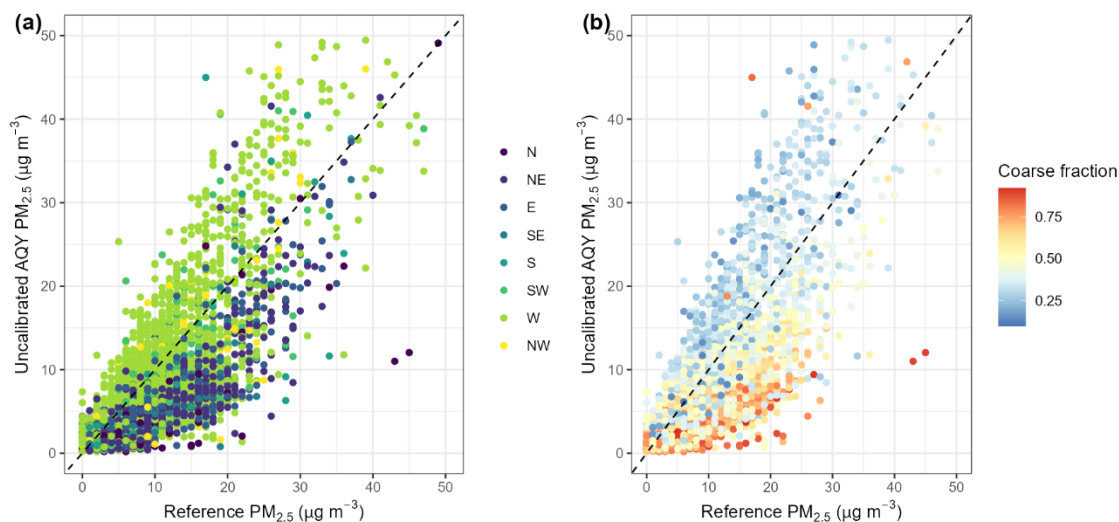 (a)
Uncalibrated AQY PM2.5 (µg m−3)
50
40
30
20
10
0
0 10 20 30 40 50
Reference PM2.5 (µg m−3)
N
NE
E
SE
S
SW
W
NW
(b)
Uncalibrated AQY PM2.5 (µg m−3)
50
40
30
20
10
0
0 10 20 30 40 50
Reference PM2.5 (µg m−3)
Coarse fraction
0.75
0.50
0.25